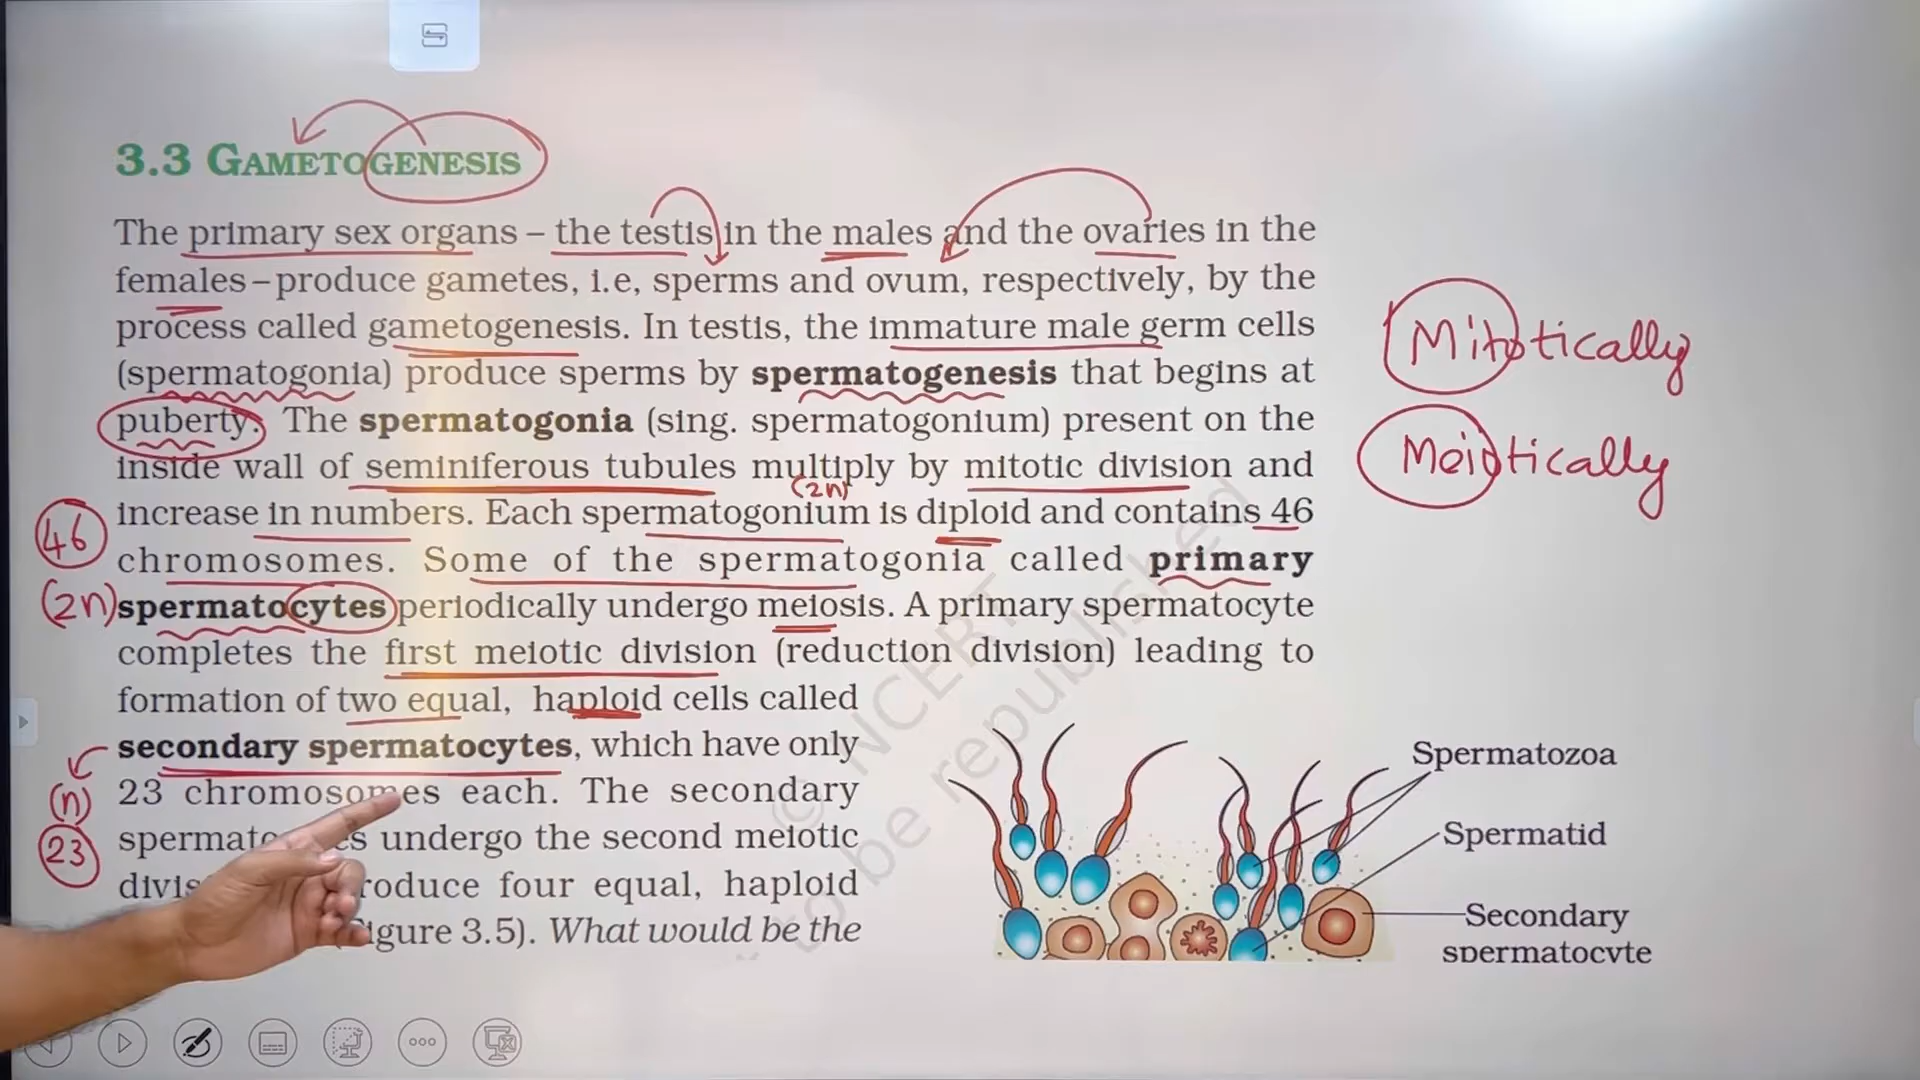 3.3 GAMETOGENESIS
The primary sex organs – the testis in the males and the ovaries in the
females – produce gametes, i.e, sperms and ovum, respectively, by the
process called gametogenesis. In testis, the immature male germ cells
(spermatogonia) produce sperms by spermatogenesis that begins at
puberty. The spermatogonia (sing. spermatogonium) present on the
inside wall of seminiferous tubules multiply by mitotic division and
(2n)
increase in numbers. Each spermatogonium is diploid and contains 46
46
chromosomes. Some of the spermatogonia called primary
(2n)
spermatocytes periodically undergo meiosis. A primary spermatocyte
completes the first meiotic division (reduction division) leading to
formation of two equal, haploid cells called
secondary spermatocytes, which have only
(n)
23 chromosomes each. The secondary
23
undergo the second meiotic
four equal, haploid
3.5). What would be the
Mitotically
Meiotically
Spermatozoa
Spermatid
Secondary
spermatocyte
© NCERT
to be republished